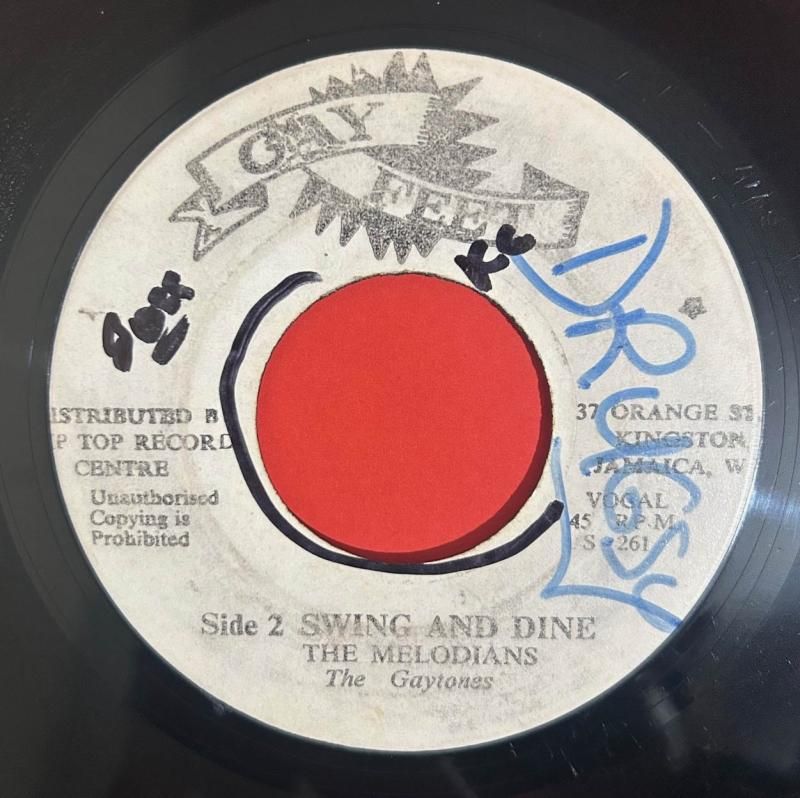 GAY
FEET
DRUGSY
ISTRIBUTED B
P TOP RECORD
CENTRE
Unauthorised
Copying is
Prohibited
37 ORANGE ST.
KINGSTON
JAMAICA, W
VOCAL
45 R.P.M.
S 261
Side 2 SWING AND DINE
THE MELODIANS
The Gaytones